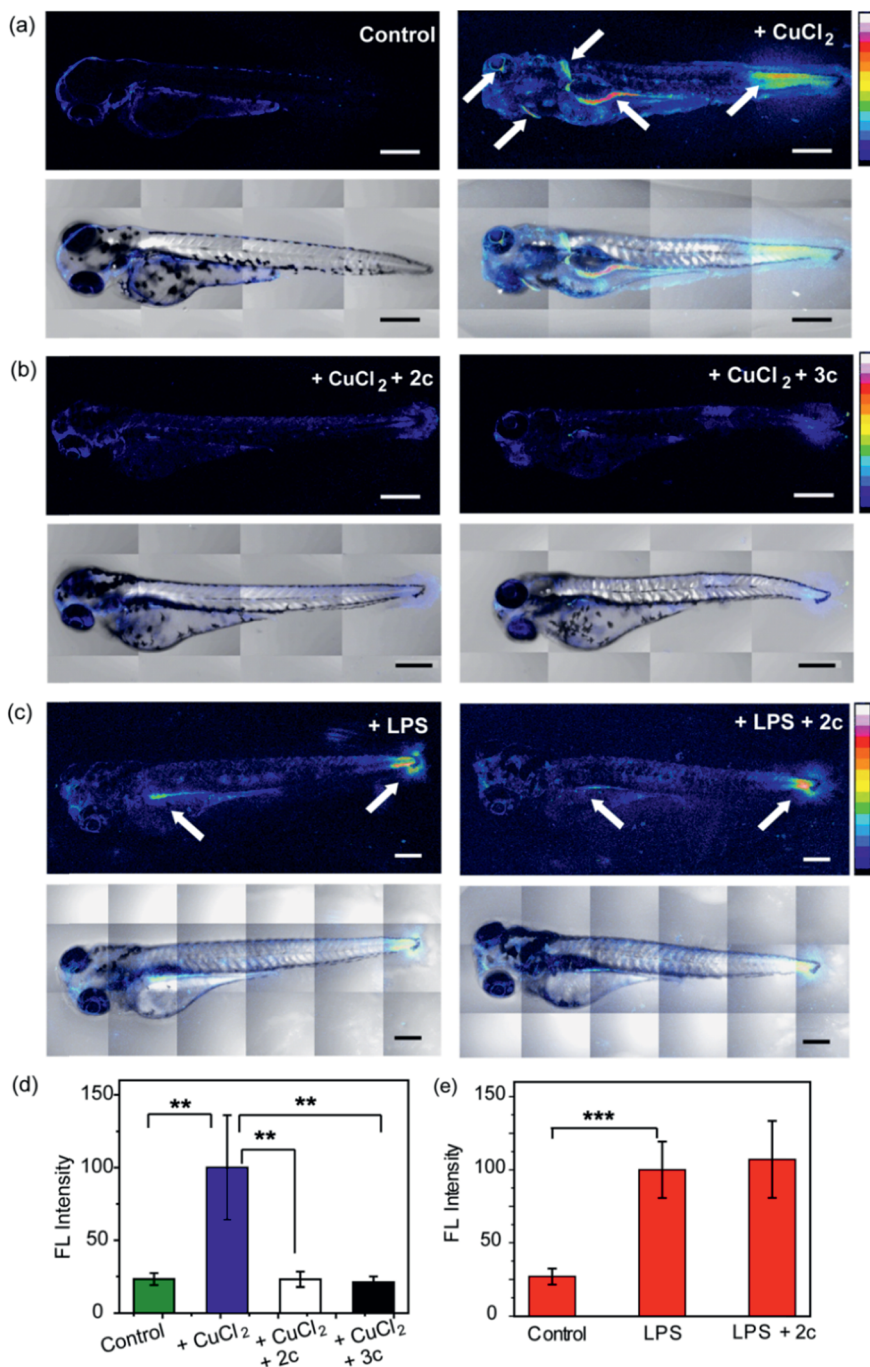 (a)
Control
+ CuCl₂
(b)
+ CuCl₂ + 2c
+ CuCl₂ + 3c
(c)
+ LPS
+ LPS + 2c
(d)
150
100
50
0
FL Intensity
**
**
**
Control
+ CuCl₂
+ CuCl₂
+ 2c
+ CuCl₂
+ 3c
(e)
150
100
50
0
FL Intensity
***
Control
LPS
LPS + 2c